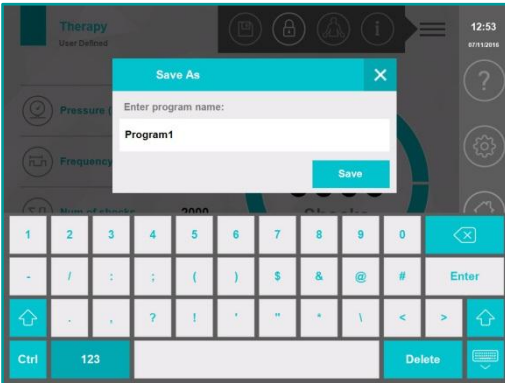 Therapy
User Defined
12:53
07/11/2016
Save As
Enter program name:
Pressure (
Program1
Frequency
Save
Num of shocks 2000
Shocks
1 2 3 4 5 6 7 8 9 0
- / : ; ( ) $ & @ # Enter
. , ? ! ' " * \ < >
Ctrl 123 Delete